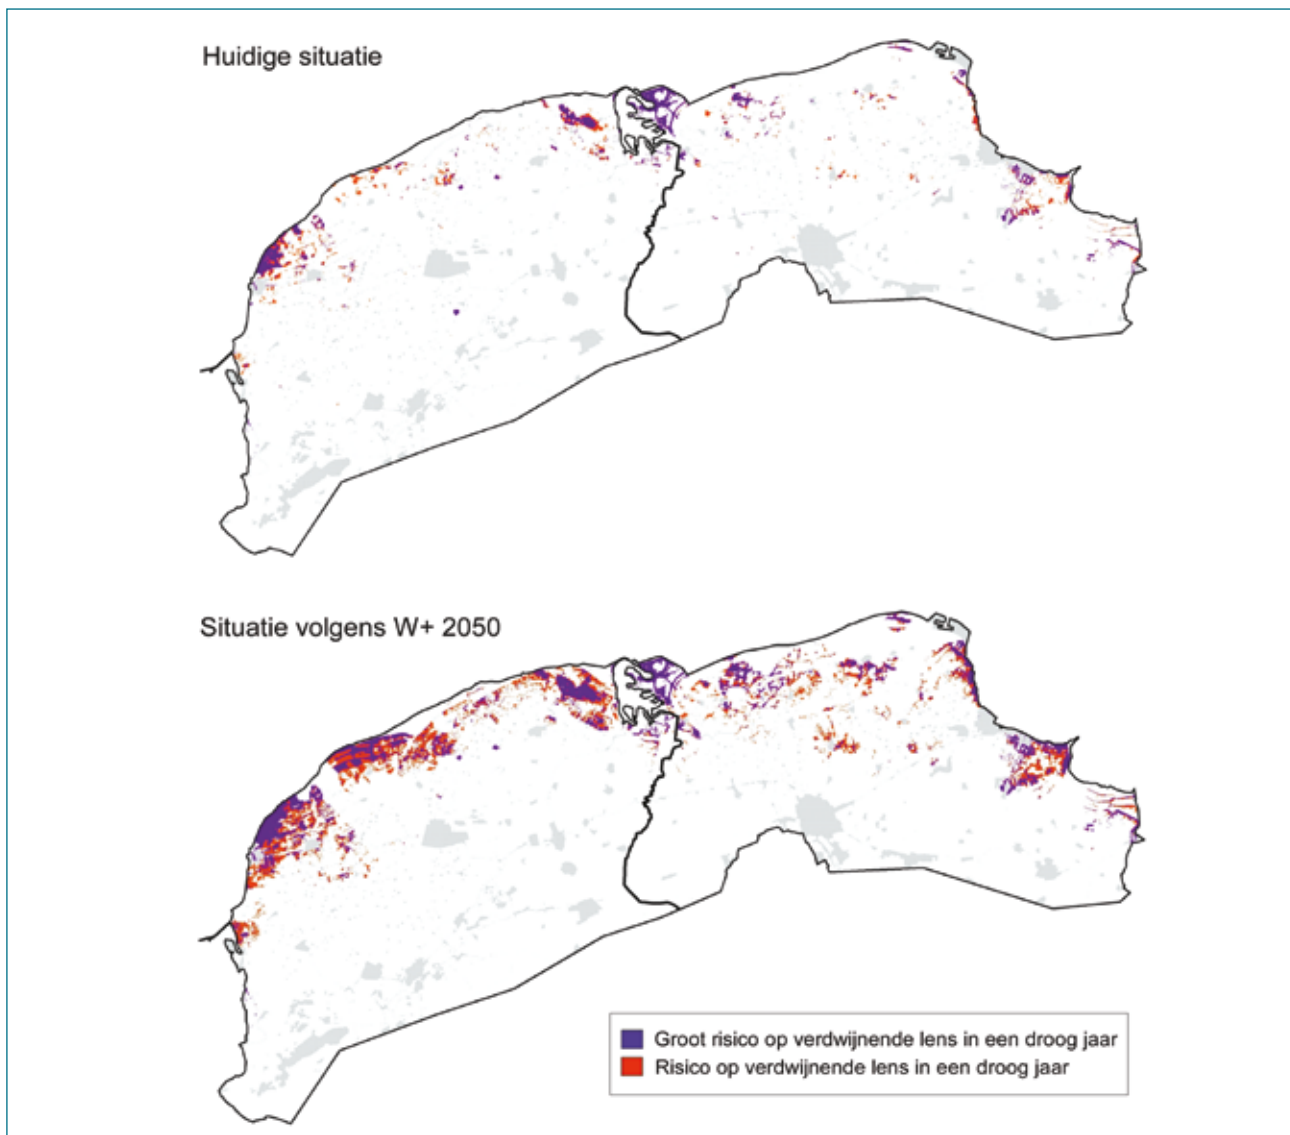 Huidige situatie
Situatie volgens W+ 2050
Groot risico op verdwijnende lens in een droog jaar
Risico op verdwijnende lens in een droog jaar